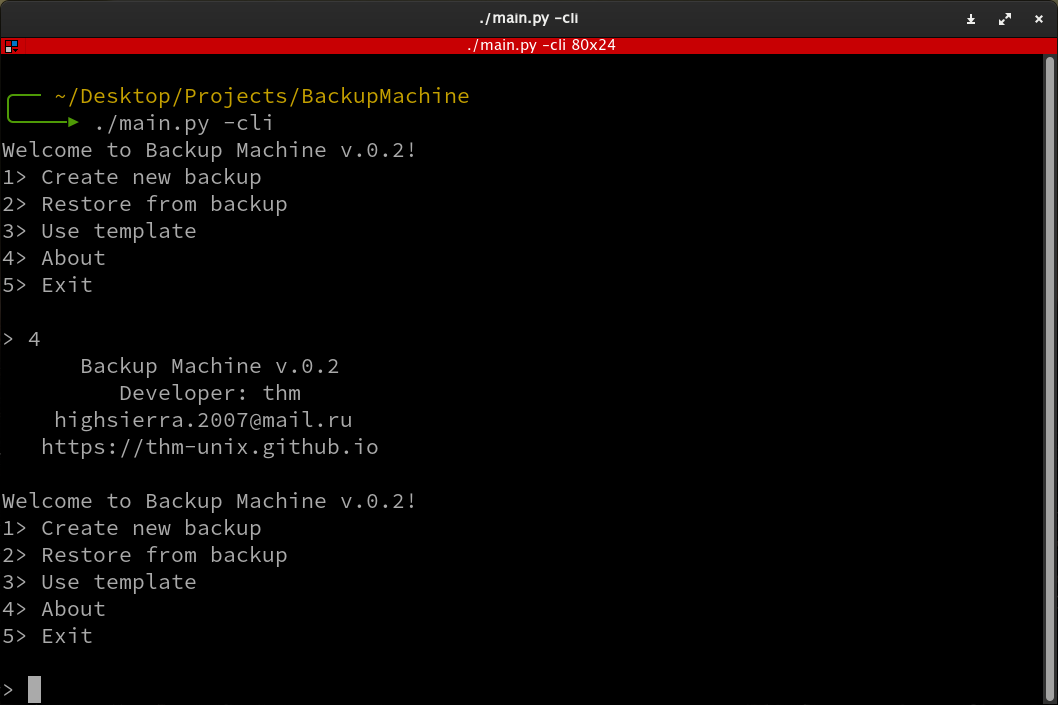 ./main.py -cli
./main.py -cli 80x24
~/Desktop/Projects/BackupMachine
./main.py -cli
Welcome to Backup Machine v.0.2!
1> Create new backup
2> Restore from backup
3> Use template
4> About
5> Exit
> 4
Backup Machine v.0.2
Developer: thm
highsierra.2007@mail.ru
https://thm-unix.github.io
Welcome to Backup Machine v.0.2!
1> Create new backup
2> Restore from backup
3> Use template
4> About
5> Exit
>